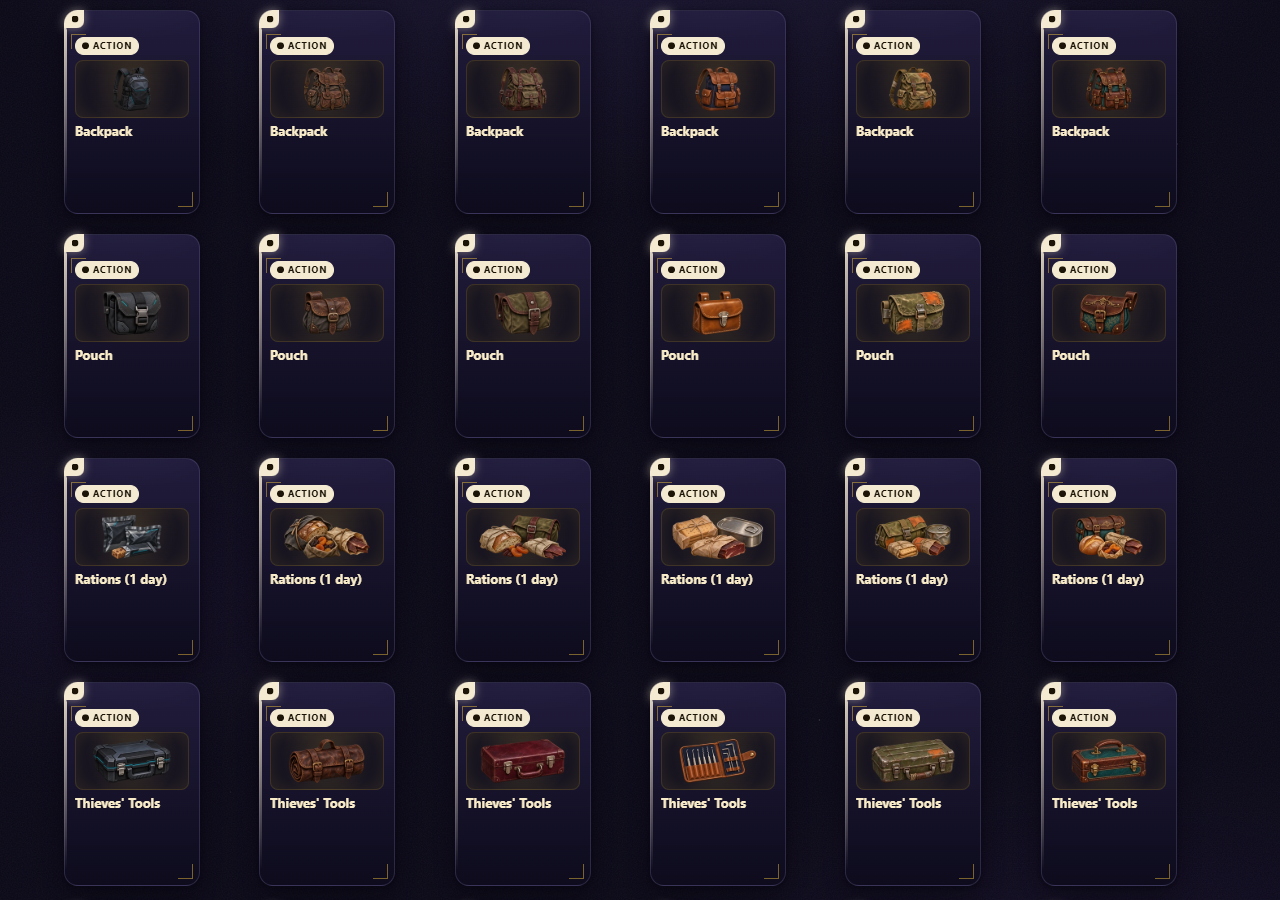 ACTION ACTION ACTION ACTION ACTION ACTION
Backpack Backpack Backpack Backpack Backpack Backpack
ACTION ACTION ACTION ACTION ACTION ACTION
Pouch Pouch Pouch Pouch Pouch Pouch
ACTION ACTION ACTION ACTION ACTION ACTION
Rations (1 day) Rations (1 day) Rations (1 day) Rations (1 day) Rations (1 day) Rations (1 day)
ACTION ACTION ACTION ACTION ACTION ACTION
Thieves' Tools Thieves' Tools Thieves' Tools Thieves' Tools Thieves' Tools Thieves' Tools